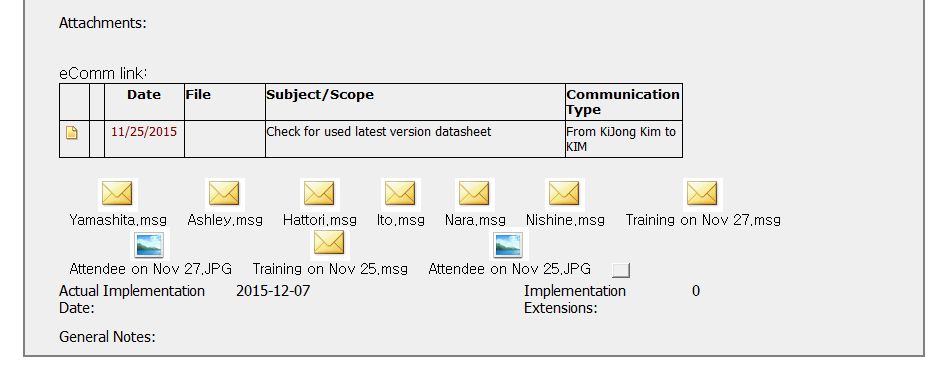 Attachments:
eComm link:
Date File Subject/Scope Communication Type
11/25/2015 Check for used latest version datasheet From KiJong Kim to KIM
Yamashita.msg Ashley.msg Hattori.msg Ito.msg Nara.msg Nishine.msg Training on Nov 27.msg
Attendee on Nov 27.JPG Training on Nov 25.msg Attendee on Nov 25.JPG
Actual Implementation Date: 2015-12-07 Implementation Extensions: 0
General Notes: